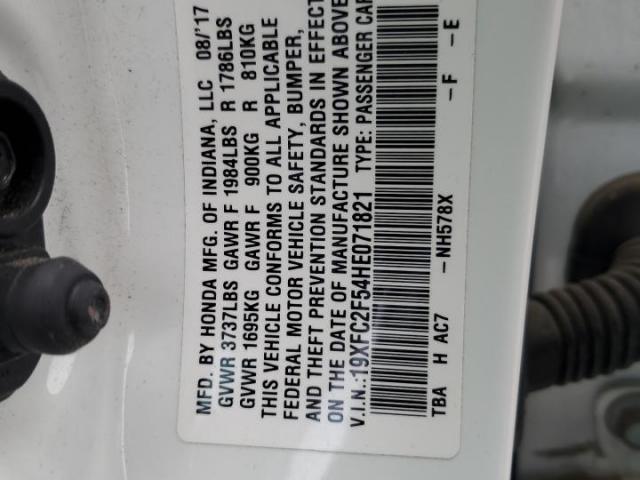 MFD. BY HONDA MFG. OF INDIANA, LLC 08/'17
GVWR 3737LBS GAWR F 1984LBS R 1786LBS
GVWR 1695KG GAWR F 900KG R 810KG
THIS VEHICLE CONFORMS TO ALL APPLICABLE
FEDERAL MOTOR VEHICLE SAFETY, BUMPER,
AND THEFT PREVENTION STANDARDS IN EFFECT
ON THE DATE OF MANUFACTURE SHOWN ABOVE
V.I.N.:19XFC2F54HE071821 TYPE: PASSENGER CAR
TBA H AC7 -NH578X -F -E